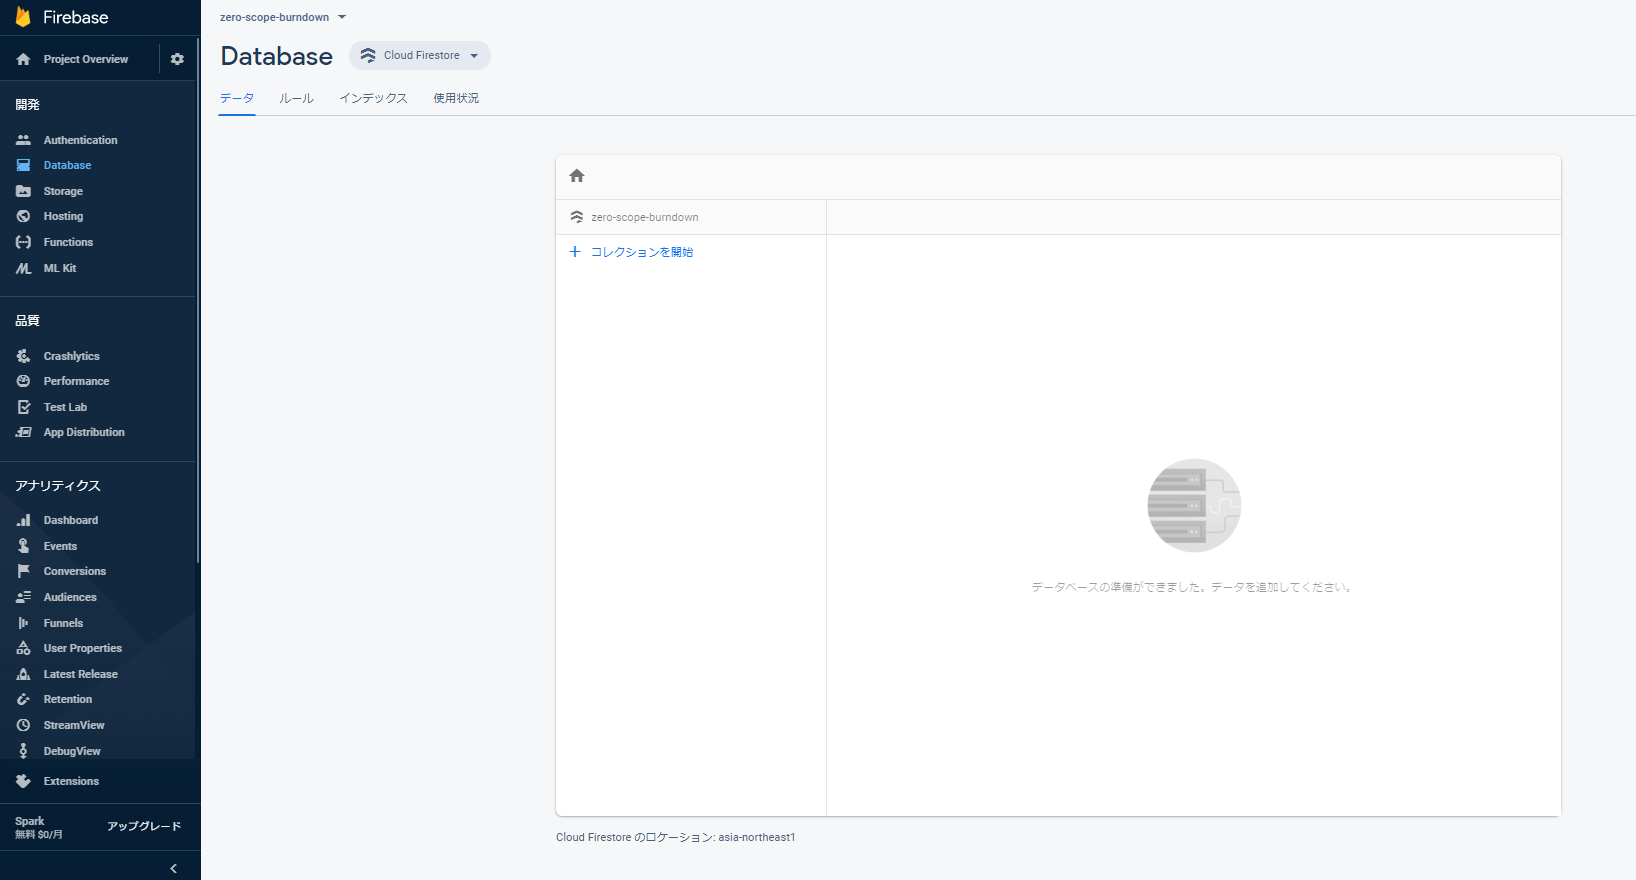 Firebase
Project Overview
開発
Authentication
Database
Storage
Hosting
Functions
ML Kit
品質
Crashlytics
Performance
Test Lab
App Distribution
アナリティクス
Dashboard
Events
Conversions
Audiences
Funnels
User Properties
Latest Release
Retention
StreamView
DebugView
Extensions
Spark
無料 $0/月
アップグレード
zero-scope-burndown
Database
Cloud Firestore
データ ルール インデックス 使用状況
zero-scope-burndown
コレクションを開始
データベースの準備ができました。データを追加してください。
Cloud Firestore のロケーション: asia-northeast1